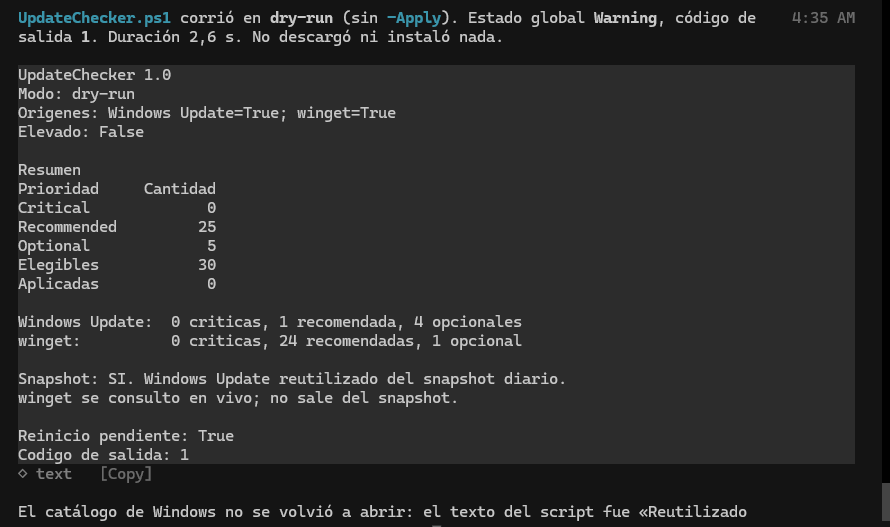 UpdateChecker.ps1 corrió en dry-run (sin -Apply). Estado global Warning, código de 4:35 AM
salida 1. Duración 2,6 s. No descargó ni instaló nada.
UpdateChecker 1.0
Modo: dry-run
Origenes: Windows Update=True; winget=True
Elevado: False
Resumen
Prioridad Cantidad
Critical 0
Recommended 25
Optional 5
Elegibles 30
Aplicadas 0
Windows Update: 0 criticas, 1 recomendada, 4 opcionales
winget: 0 criticas, 24 recomendadas, 1 opcional
Snapshot: SI. Windows Update reutilizado del snapshot diario.
winget se consulto en vivo; no sale del snapshot.
Reinicio pendiente: True
Codigo de salida: 1
◇ text [Copy]
El catálogo de Windows no se volvió a abrir: el texto del script fue «Reutilizado